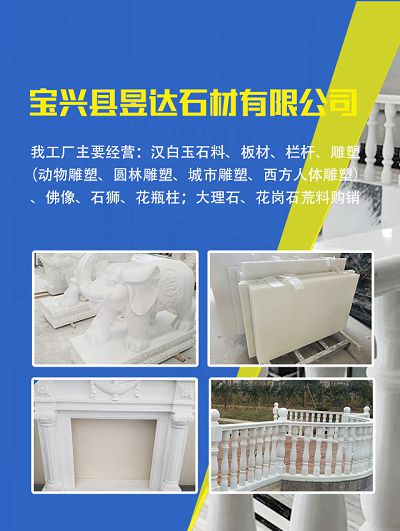 宝兴县昱达石材有限公司
我工厂主要经营：汉白玉石料、板材、栏杆、雕塑
(动物雕塑、圆林雕塑、城市雕塑、西方人体雕塑)
、佛像、石狮、花瓶柱；大理石、花岗石荒料购销